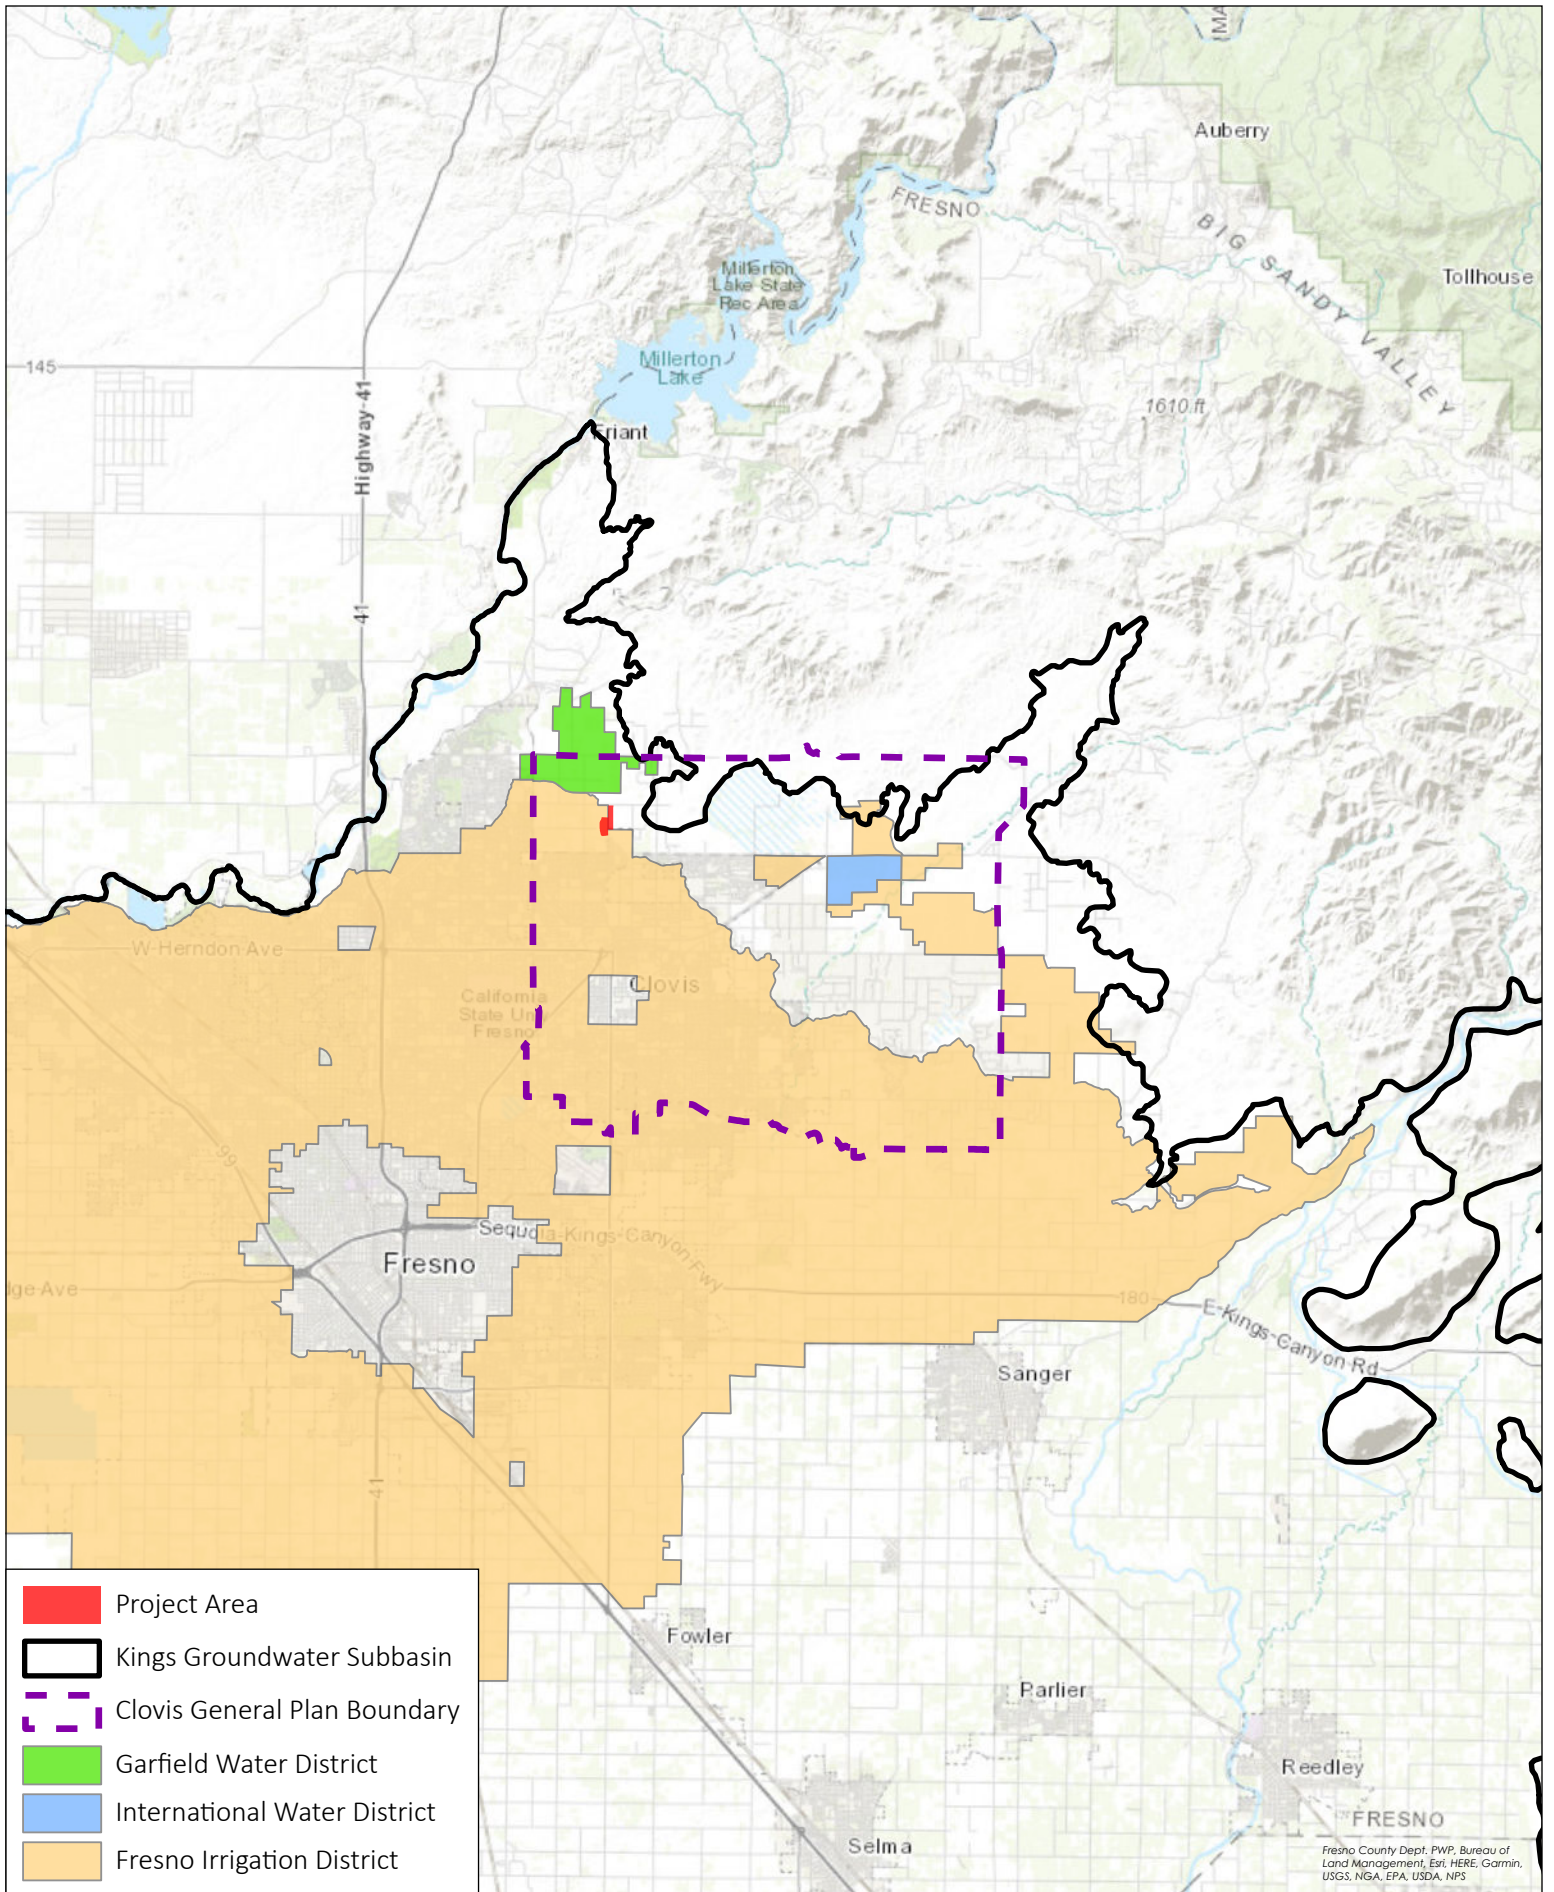 MA
Auberry
FRESNO
BIG SANDY VALLEY
Tollhouse
Millerton
Lake State
Rec Area
Millerton
Lake
145
Highway 41
1610 ft
Friant
41
W Herndon Ave
Clovis
California
State Univ
Fresno
99
Sequoia-Kings-Canyon-Fwy
Fresno
dge Ave
180
E-Kings-Canyon Rd
Sanger
41
Fowler
Parlier
Reedley
FRESNO
Selma
Project Area
Kings Groundwater Subbasin
Clovis General Plan Boundary
Garfield Water District
International Water District
Fresno Irrigation District
Fresno County Dept. PWP, Bureau of
Land Management, Esri, HERE, Garmin,
USGS, NGA, EPA, USDA, NPS